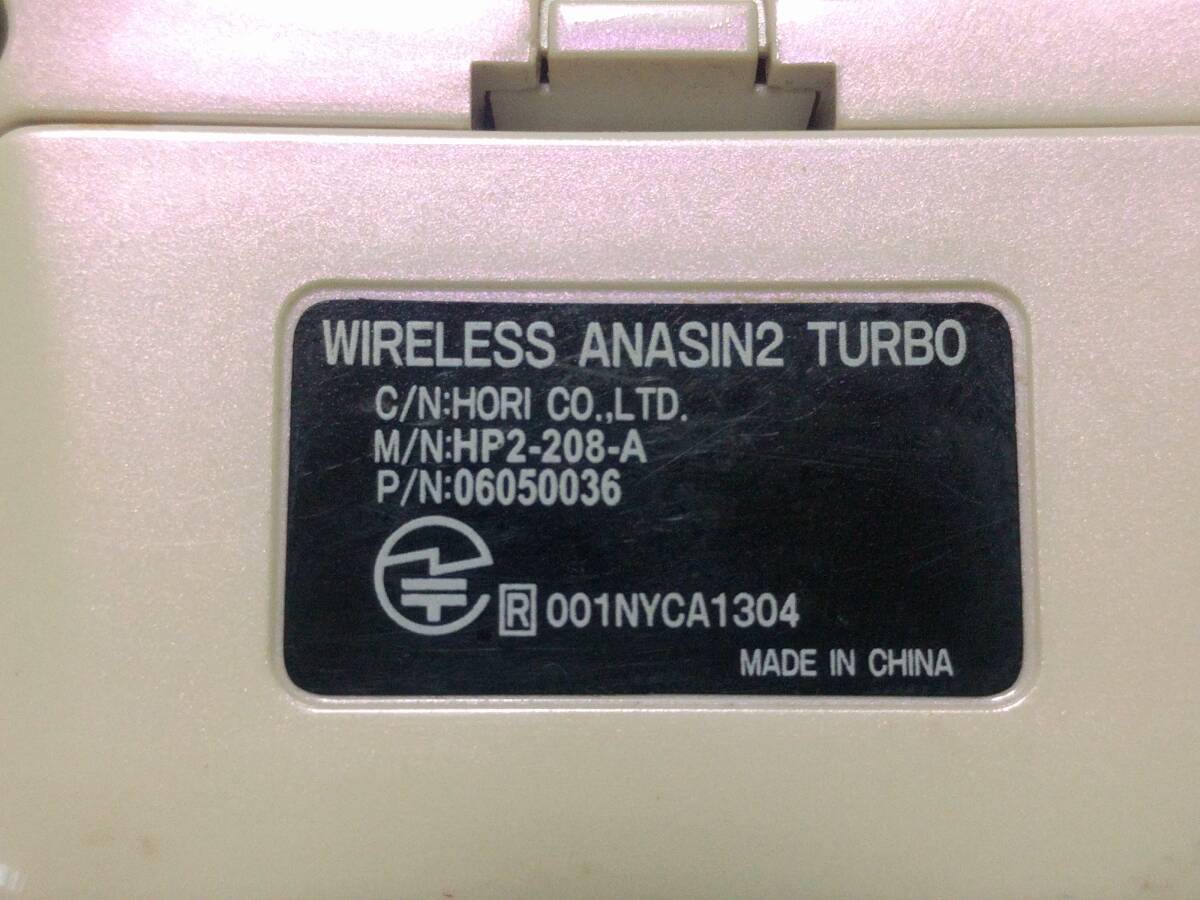 WIRELESS ANASIN2 TURBO
C/N:HORI CO.,LTD.
M/N:HP2-208-A
P/N:06050036
R 001NYCA1304
MADE IN CHINA